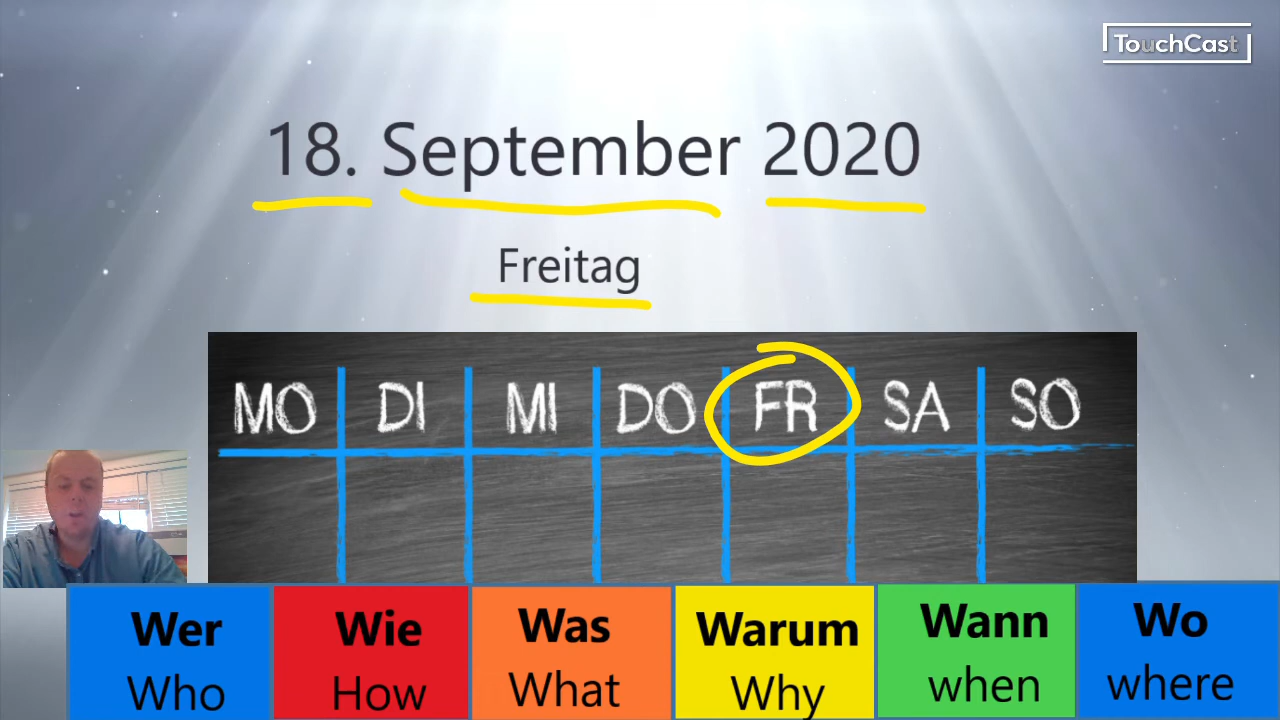 TouchCast
18. September 2020
Freitag
MO DI MI DO FR SA SO
Wer Wie Was Warum Wann Wo
Who How What Why when where